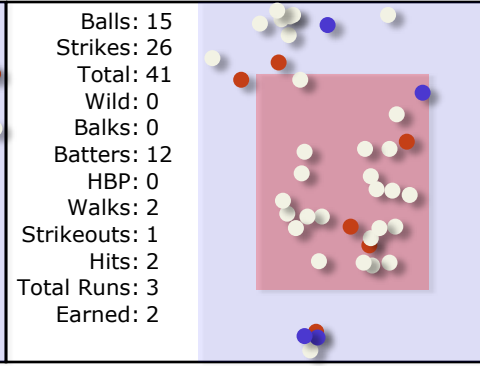 Balls: 15
Strikes: 26
Total: 41
Wild: 0
Balks: 0
Batters: 12
HBP: 0
Walks: 2
Strikeouts: 1
Hits: 2
Total Runs: 3
Earned: 2